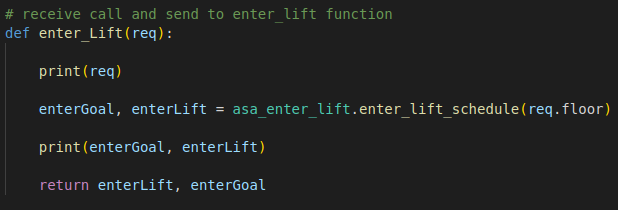 # receive call and send to enter_lift function
def enter_Lift(req):
print(req)
enterGoal, enterLift = asa_enter_lift.enter_lift_schedule(req.floor)
print(enterGoal, enterLift)
return enterLift, enterGoal